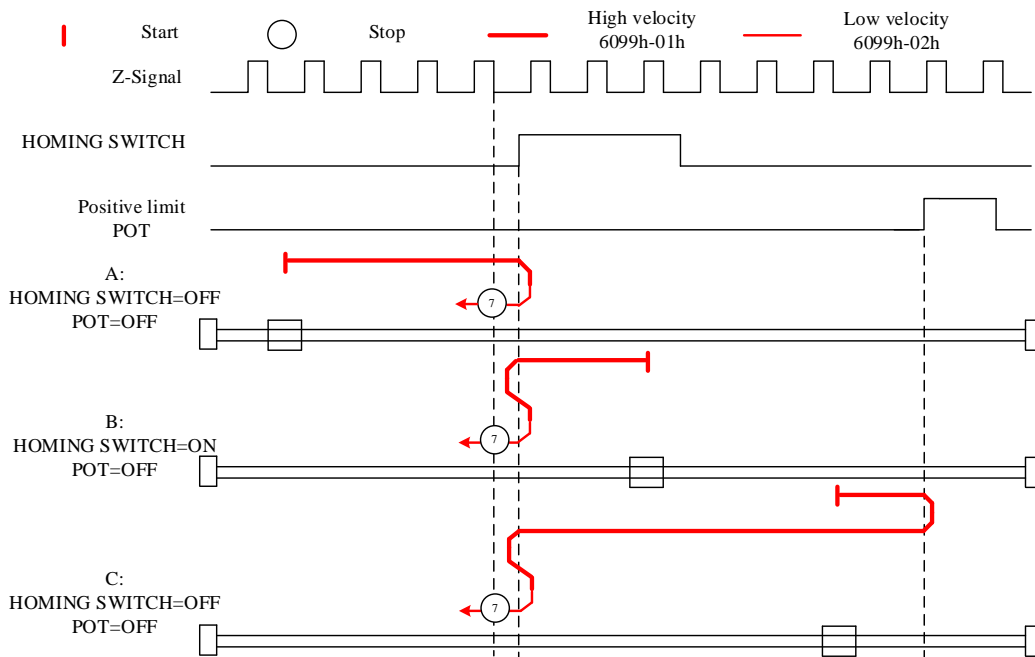 Start
Stop
High velocity
6099h-01h
Low velocity
6099h-02h
Z-Signal
HOMING SWITCH
Positive limit
POT
A:
HOMING SWITCH=OFF
POT=OFF
7
B:
HOMING SWITCH=ON
POT=OFF
7
C:
HOMING SWITCH=OFF
POT=OFF
7